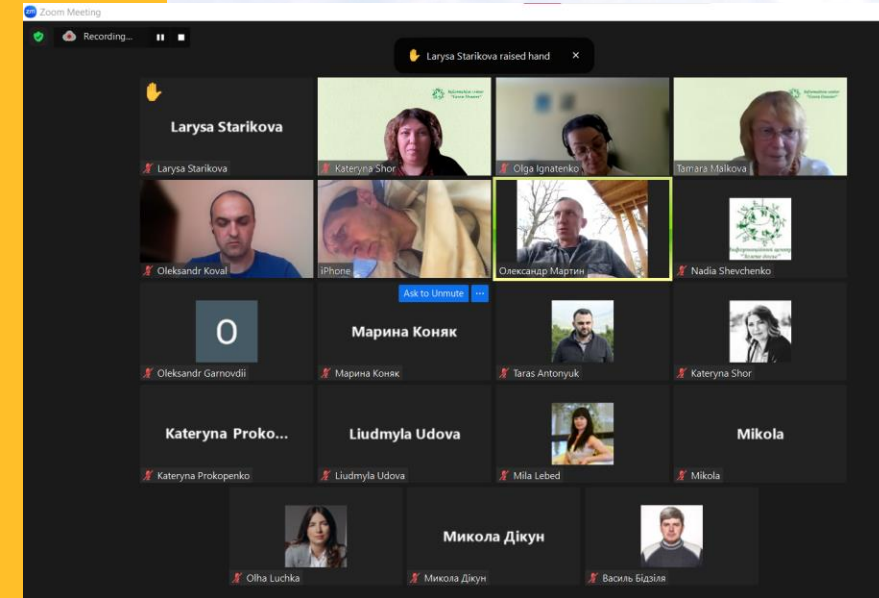 Zoom Meeting
Recording...
Larysa Starikova raised hand
Larysa Starikova
Larysa Starikova
Kateryna Shor
Olga Ignatenko
Tamara Malkova
Oleksandr Koval
iPhone
Олександр Мартин
Nadia Shevchenko
O
Oleksandr Garnovdii
Ask to Unmute
Марина Коняк
Марина Коняк
Taras Antonyuk
Kateryna Shor
Kateryna Proko...
Kateryna Prokopenko
Liudmyla Udova
Liudmyla Udova
Mila Lebed
Mikola
Mikola
Olha Luchka
Микола Дікун
Микола Дікун
Василь Бідзіля